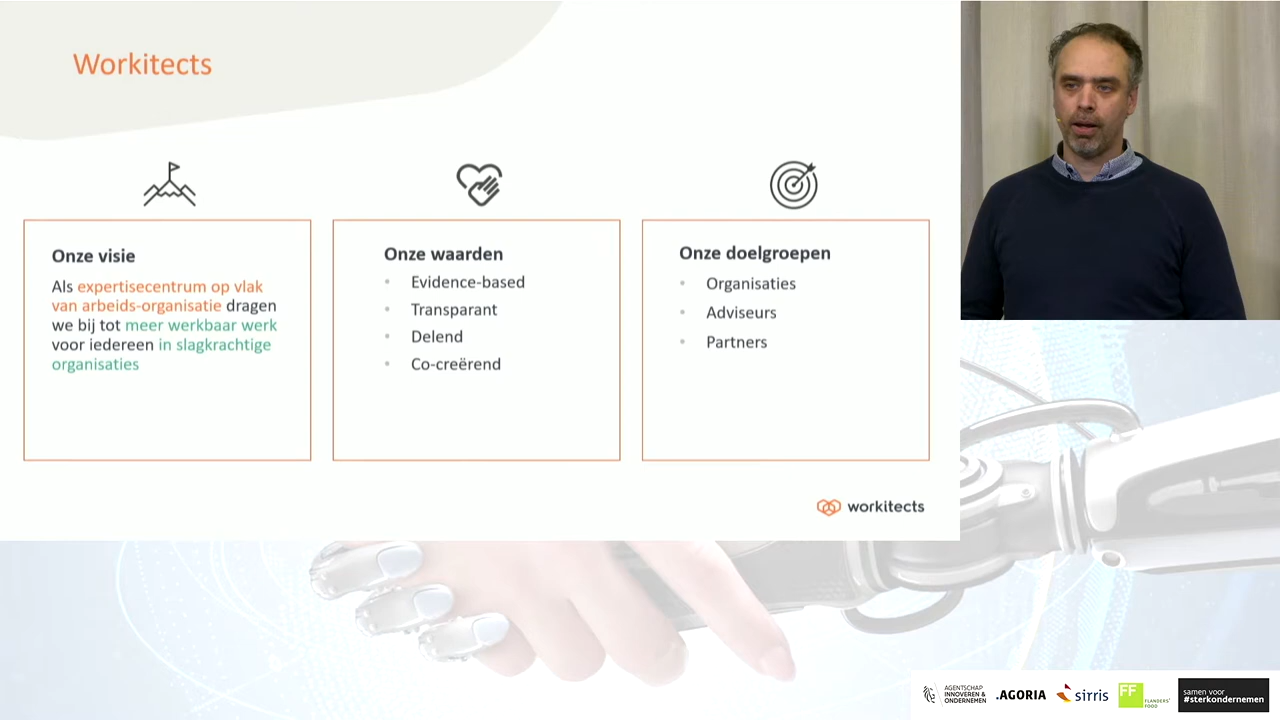 Workitects
Onze visie
Als expertisecentrum op vlak
van arbeids-organisatie dragen
we bij tot meer werkbaar werk
voor iedereen in slagkrachtige
organisaties
Onze waarden
• Evidence-based
• Transparant
• Delend
• Co-creërend
Onze doelgroepen
• Organisaties
• Adviseurs
• Partners
workitects
AGENTSCHAP
INNOVEREN &
ONDERNEMEN
.AGORIA
sirris
FF
FLANDERS'
FOOD
samen voor
#sterkondernemen